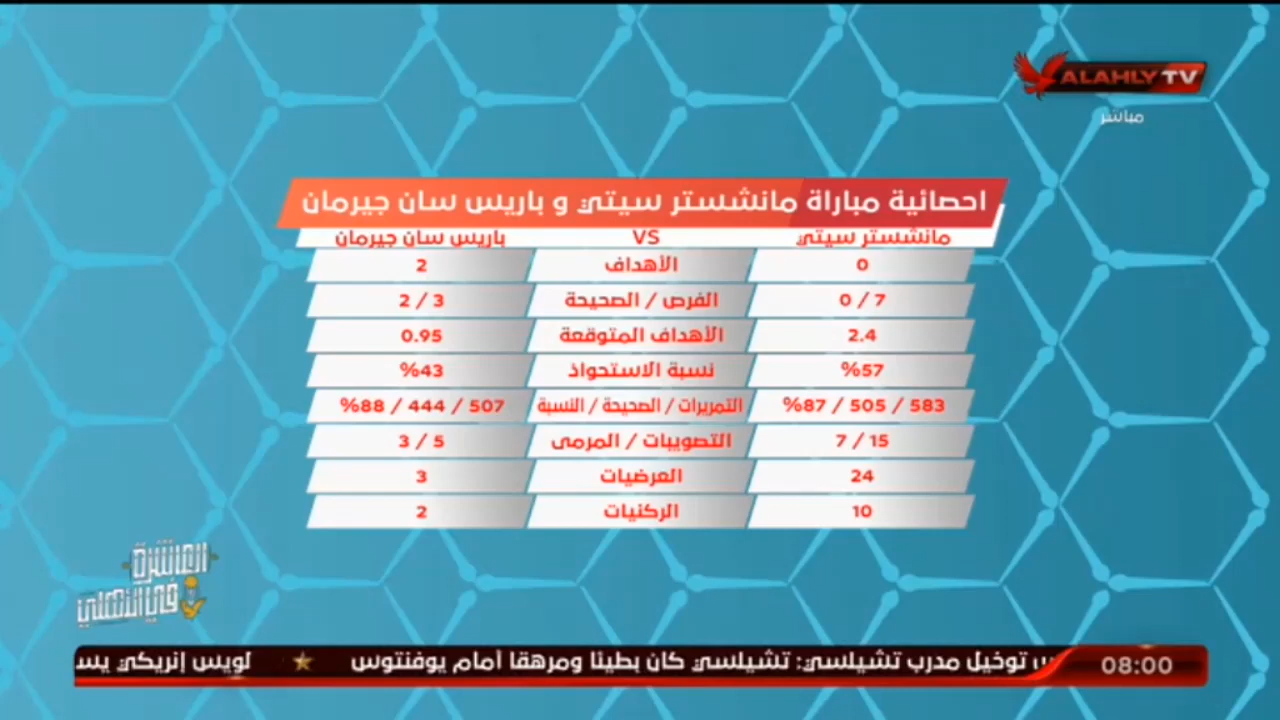 ALAHLY TV
مباشر
احصائية مباراة مانشستر سيتي و باريس سان جيرمان
مانشستر سيتي VS باريس سان جيرمان
0 الأهداف 2
0 / 7 الفرص / الصحيحة 2 / 3
2.4 الأهداف المتوقعة 0.95
%57 نسبة الاستحواذ %43
%87 / 505 / 583 التمريرات / الصحيحة / النسبة %88 / 444 / 507
7 / 15 التصويبات / المرمى 3 / 5
24 العرضيات 3
10 الركنيات 2
العاشرة
في الأهلي
08:00 توخيل مدرب تشيلسي: تشيلسي كان بطيئا ومرهقا أمام يوفنتوس لويس إنريكي يس